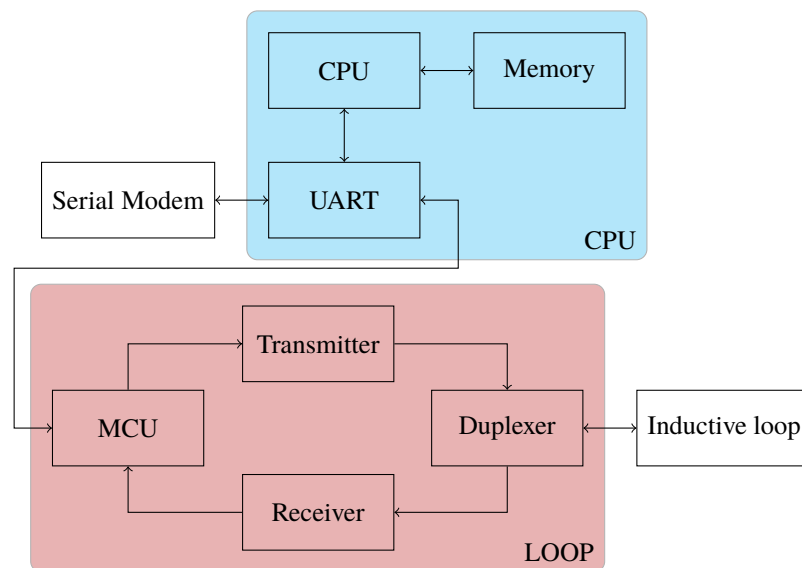 CPU
Memory
Serial Modem
UART
CPU
Transmitter
MCU
Duplexer
Inductive loop
Receiver
LOOP